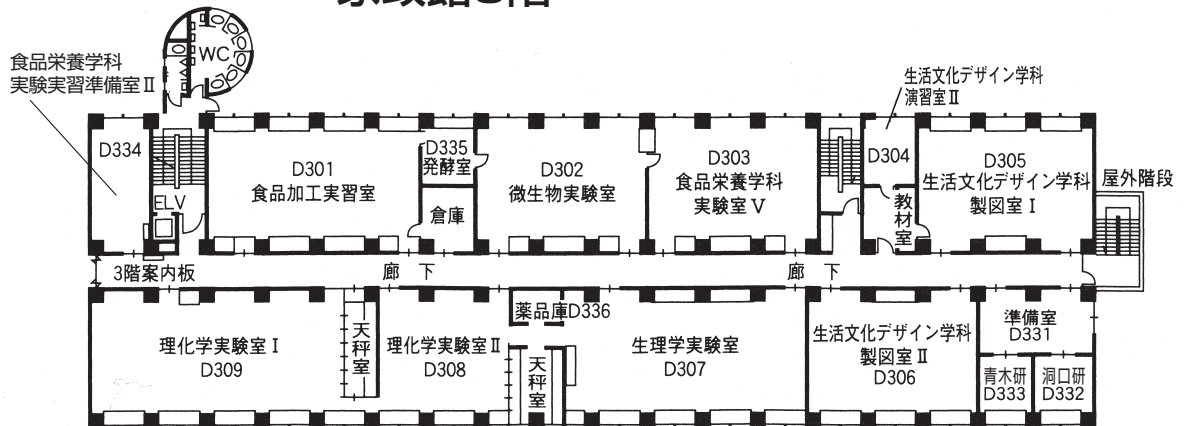 WC
食品栄養学科
実験実習準備室Ⅱ
生活文化デザイン学科
演習室Ⅱ
D334
ELV
D301
食品加工実習室
D335
発酵室
倉庫
D302
微生物実験室
D303
食品栄養学科
実験室Ⅴ
D304
教材室
D305
生活文化デザイン学科
製図室Ⅰ
屋外階段
3階案内板
廊下
廊下
理化学実験室Ⅰ
D309
天秤室
理化学実験室Ⅱ
D308
薬品庫D336
天秤室
生理学実験室
D307
生活文化デザイン学科
製図室Ⅱ
D306
準備室
D331
青木研
D333
洞口研
D332